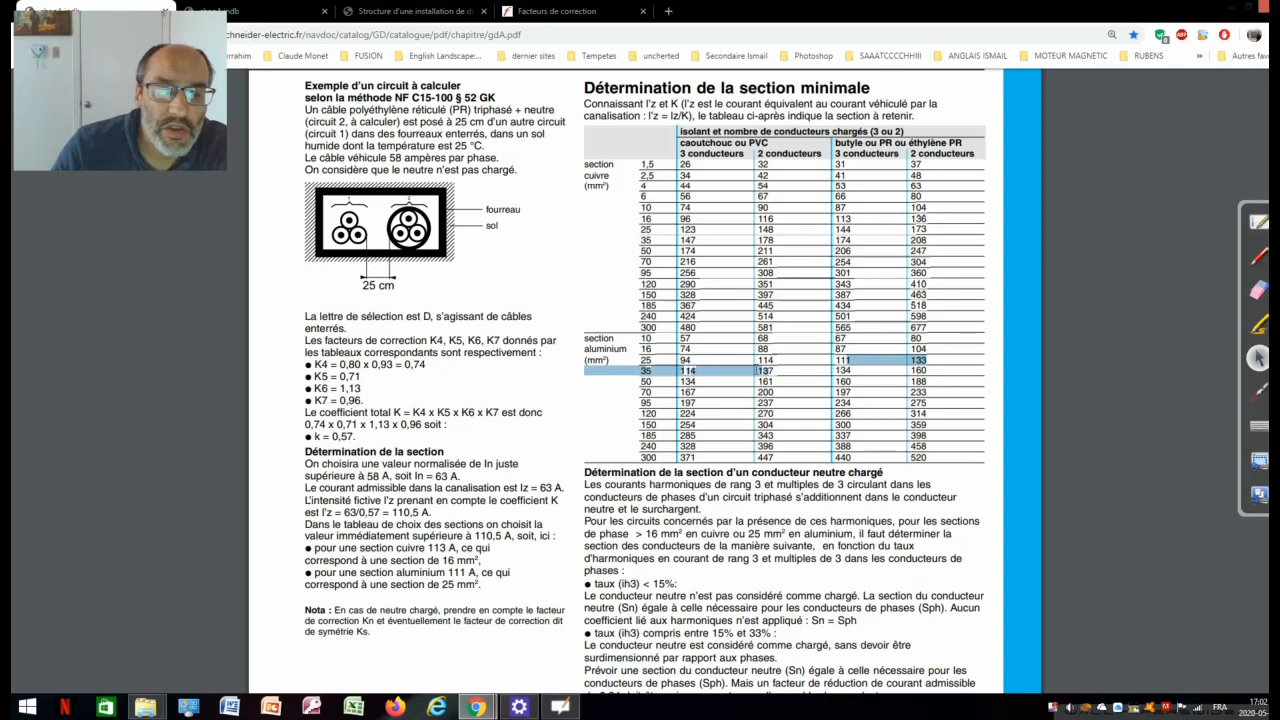 Structure d'une installation de d
Facteurs de correction
chneider-electric.fr/navdoc/catalog/GD/catalogue/pdf/chapitre/gdA.pdf
errahim
Claude Monet
FUSION
English Landscape:...
dernier sites
Tempetes
uncherted
Secondaire Ismail
Photoshop
SAAATCCCCHHIII
ANGLAIS ISMAIL
MOTEUR MAGNETIC
RUBENS
»
Autres favo
Exemple d'un circuit à calculer
selon la méthode NF C15-100 § 52 GK
Un câble polyéthylène réticulé (PR) triphasé + neutre
(circuit 2, à calculer) est posé à 25 cm d'un autre circuit
(circuit 1) dans des fourreaux enterrés, dans un sol
humide dont la température est 25 °C.
Le câble véhicule 58 ampères par phase.
On considère que le neutre n'est pas chargé.
fourreau
sol
25 cm
La lettre de sélection est D, s'agissant de câbles
enterrés.
Les facteurs de correction K4, K5, K6, K7 donnés par
les tableaux correspondants sont respectivement :
● K4 = 0,80 x 0,93 = 0,74
● K5 = 0,71
● K6 = 1,13
● K7 = 0,96.
Le coefficient total K = K4 x K5 x K6 x K7 est donc
0,74 x 0,71 x 1,13 x 0,96 soit :
● k = 0,57.
Détermination de la section
On choisira une valeur normalisée de In juste
supérieure à 58 A, soit In = 63 A.
Le courant admissible dans la canalisation est Iz = 63 A.
L'intensité fictive I'z prenant en compte le coefficient K
est I'z = 63/0,57 = 110,5 A.
Dans le tableau de choix des sections on choisit la
valeur immédiatement supérieure à 110,5 A, soit, ici :
● pour une section cuivre 113 A, ce qui
correspond à une section de 16 mm²,
● pour une section aluminium 111 A, ce qui
correspond à une section de 25 mm².
Nota : En cas de neutre chargé, prendre en compte le facteur
de correction Kn et éventuellement le facteur de correction dit
de symétrie Ks.
Détermination de la section minimale
Connaissant I'z et K (I'z est le courant équivalent au courant véhiculé par la
canalisation : I'z = Iz/K), le tableau ci-après indique la section à retenir.
isolant et nombre de conducteurs chargés (3 ou 2)
caoutchouc ou PVC butyle ou PR ou éthylène PR
3 conducteurs 2 conducteurs 3 conducteurs 2 conducteurs
section 1,5 26 32 31 37
cuivre 2,5 34 42 41 48
(mm²) 4 44 54 53 63
6 56 67 66 80
10 74 90 87 104
16 96 116 113 136
25 123 148 144 173
35 147 178 174 208
50 174 211 206 247
70 216 261 254 304
95 256 308 301 360
120 290 351 343 410
150 328 397 387 463
185 367 445 434 518
240 424 514 501 598
300 480 581 565 677
section 10 57 68 67 80
aluminium 16 74 88 87 104
(mm²) 25 94 114 111 133
35 114 137 134 160
50 134 161 160 188
70 167 200 197 233
95 197 237 234 275
120 224 270 266 314
150 254 304 300 359
185 285 343 337 398
240 328 396 388 458
300 371 447 440 520
Détermination de la section d'un conducteur neutre chargé
Les courants harmoniques de rang 3 et multiples de 3 circulant dans les
conducteurs de phases d'un circuit triphasé s'additionnent dans le conducteur
neutre et le surchargent.
Pour les circuits concernés par la présence de ces harmoniques, pour les sections
de phase > 16 mm² en cuivre ou 25 mm² en aluminium, il faut déterminer la
section des conducteurs de la manière suivante, en fonction du taux
d'harmoniques en courant de rang 3 et multiples de 3 dans les conducteurs de
phases :
● taux (ih3) < 15%:
Le conducteur neutre n'est pas considéré comme chargé. La section du conducteur
neutre (Sn) égale à celle nécessaire pour les conducteurs de phases (Sph). Aucun
coefficient lié aux harmoniques n'est appliqué : Sn = Sph
● taux (ih3) compris entre 15% et 33% :
Le conducteur neutre est considéré comme chargé, sans devoir être
surdimensionné par rapport aux phases.
Prévoir une section du conducteur neutre (Sn) égale à celle nécessaire pour les
conducteurs de phases (Sph). Mais un facteur de réduction de courant admissible
FRA
17:02
2020-05-